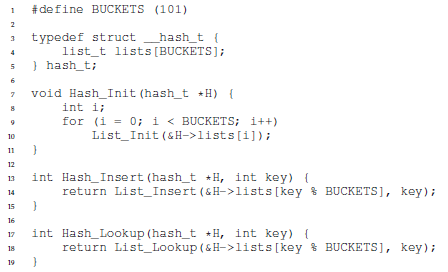 1 #define BUCKETS (101)
2
3 typedef struct __hash_t {
4     list_t lists[BUCKETS];
5 } hash_t;
6
7 void Hash_Init(hash_t *H) {
8     int i;
9     for (i = 0; i < BUCKETS; i++)
10         List_Init(&H->lists[i]);
11 }
12
13 int Hash_Insert(hash_t *H, int key) {
14     return List_Insert(&H->lists[key % BUCKETS], key);
15 }
16
17 int Hash_Lookup(hash_t *H, int key) {
18     return List_Lookup(&H->lists[key % BUCKETS], key);
19 }